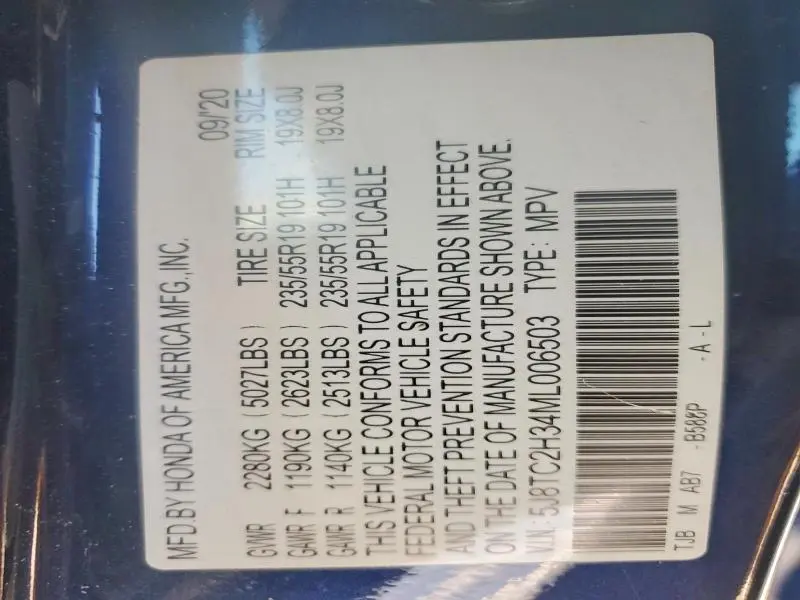 MFD. BY HONDA OF AMERICA MFG.,INC. 09/20
GVWR 2280KG (5027LBS) TIRE SIZE RIM SIZE
GAWR F 1190KG (2623LBS) 235/55R19 101H 19X8.0J
GAWR R 1140KG (2513LBS) 235/55R19 101H 19X8.0J
THIS VEHICLE CONFORMS TO ALL APPLICABLE
FEDERAL MOTOR VEHICLE SAFETY
AND THEFT PREVENTION STANDARDS IN EFFECT
ON THE DATE OF MANUFACTURE SHOWN ABOVE.
V.I.N.: 5J8TC2H34ML006503 TYPE: MPV
TJB M AB7 -B588P -A-L